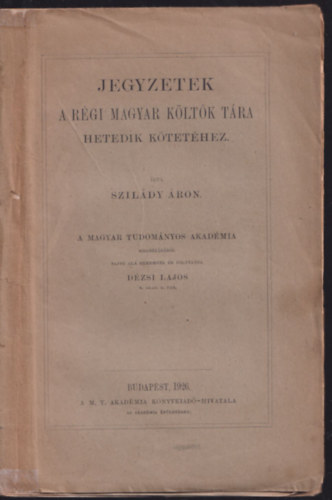 JEGYZETEK
A RÉGI MAGYAR KÖLTŐK TÁRA
HETEDIK KÖTETÉHEZ.
IRTA
SZILÁDY ÁRON.
A MAGYAR TUDOMÁNYOS AKADÉMIA
DÉZSI LAJOS
BUDAPEST, 1926.
A M. T. AKADÉMIA KÖNYVKIADÓ-HIVATALA